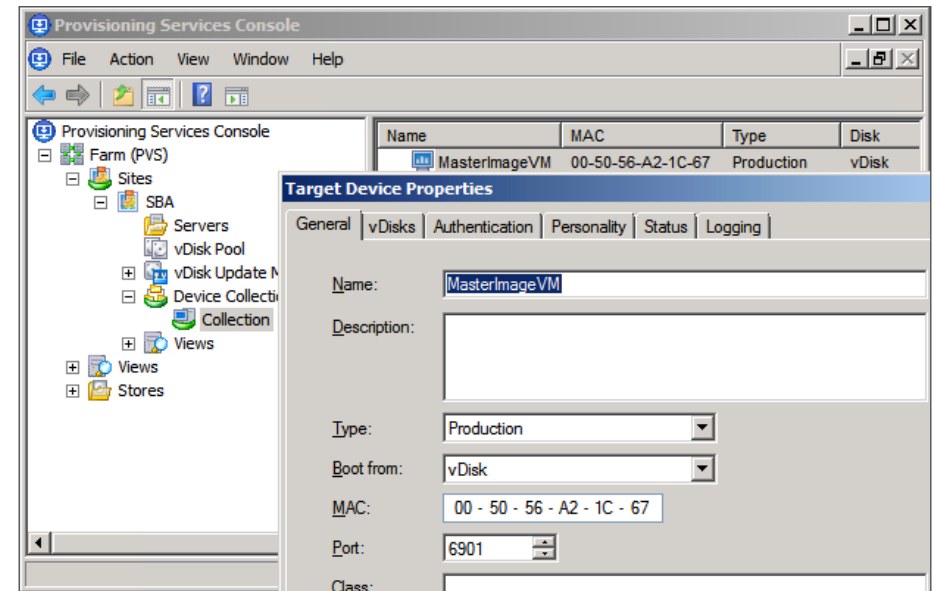 Provisioning Services Console
File Action View Window Help
Provisioning Services Console
Farm (PVS)
Sites
SBA
Servers
vDisk Pool
vDisk Update M
Device Collecti
Collection
Views
Views
Stores
Name MAC Type Disk
MasterImageVM 00-50-56-A2-1C-67 Production vDisk
Target Device Properties
General vDisks Authentication Personality Status Logging
Name: MasterImageVM
Description:
Type: Production
Boot from: vDisk
MAC: 00 - 50 - 56 - A2 - 1C - 67
Port: 6901
Class: